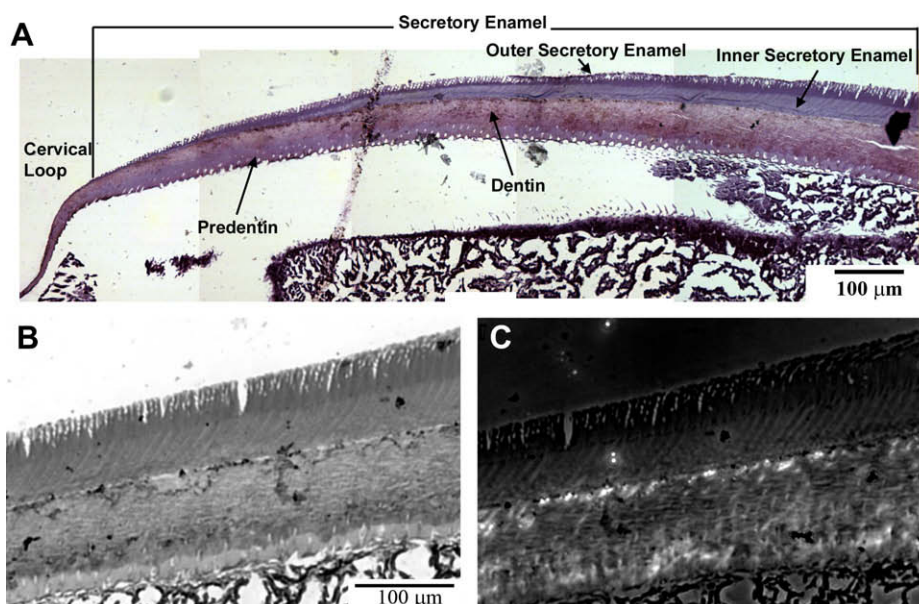 Secretory Enamel
A
Outer Secretory Enamel
Inner Secretory Enamel
Cervical
Loop
Dentin
Predentin
100 μm
B
C
100 μm